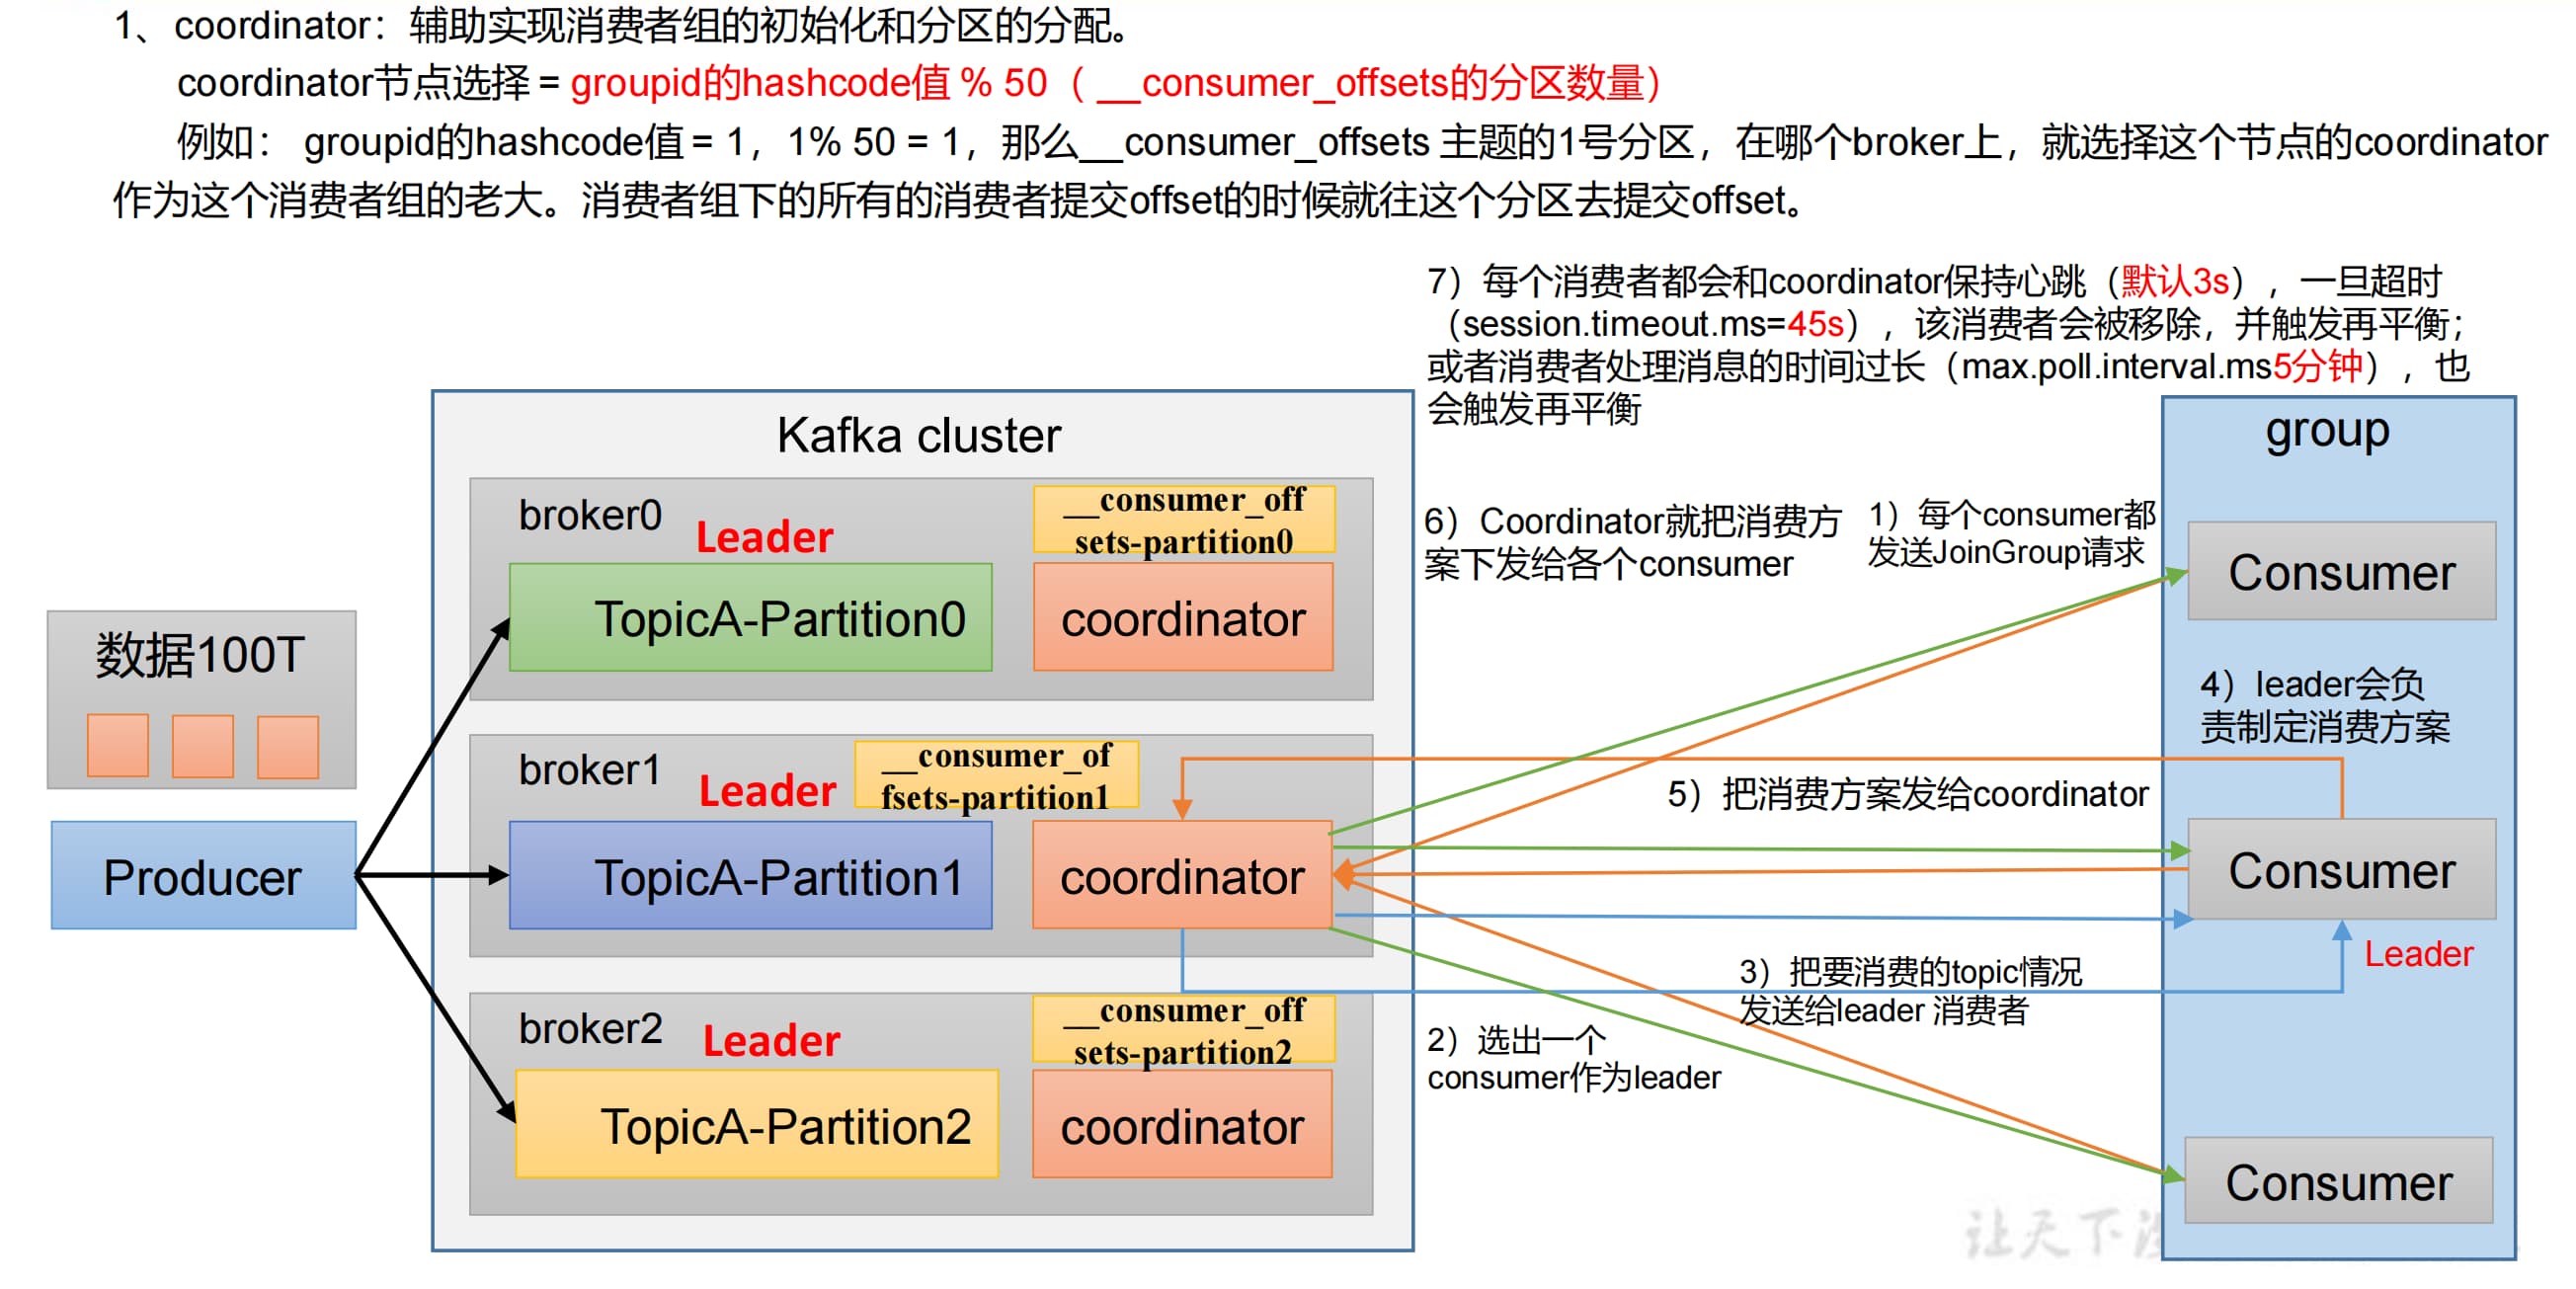 1、coordinator：辅助实现消费者组的初始化和分区的分配。
coordinator节点选择 = groupid的hashcode值 % 50（ __consumer_offsets的分区数量）
例如： groupid的hashcode值 = 1，1% 50 = 1，那么__consumer_offsets 主题的1号分区，在哪个broker上，就选择这个节点的coordinator
作为这个消费者组的老大。消费者组下的所有的消费者提交offset的时候就往这个分区去提交offset。
7）每个消费者都会和coordinator保持心跳（默认3s），一旦超时
（session.timeout.ms=45s），该消费者会被移除，并触发再平衡；
或者消费者处理消息的时间过长（max.poll.interval.ms5分钟），也
会触发再平衡
Kafka cluster
group
broker0
Leader
__consumer_off
sets-partition0
TopicA-Partition0
coordinator
6）Coordinator就把消费方
案下发给各个consumer
1）每个consumer都
发送JoinGroup请求
Consumer
数据100T
4）leader会负
责制定消费方案
broker1
Leader
__consumer_of
fsets-partition1
5）把消费方案发给coordinator
Producer
TopicA-Partition1
coordinator
Consumer
Leader
3）把要消费的topic情况
发送给leader 消费者
broker2
Leader
__consumer_off
sets-partition2
2）选出一个
consumer作为leader
TopicA-Partition2
coordinator
Consumer
让天下